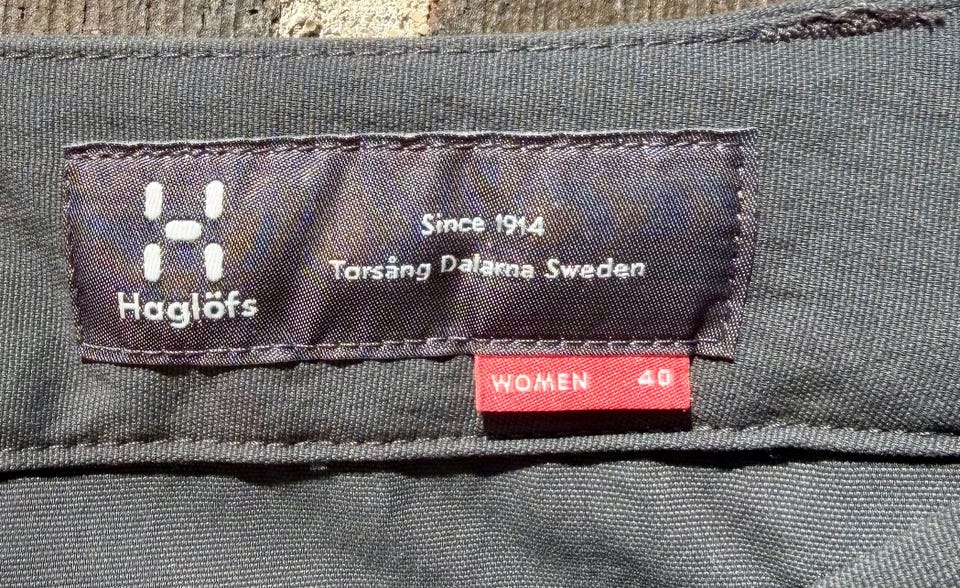 Haglöfs
Since 1914
Torsång Dalarna Sweden
WOMEN 40